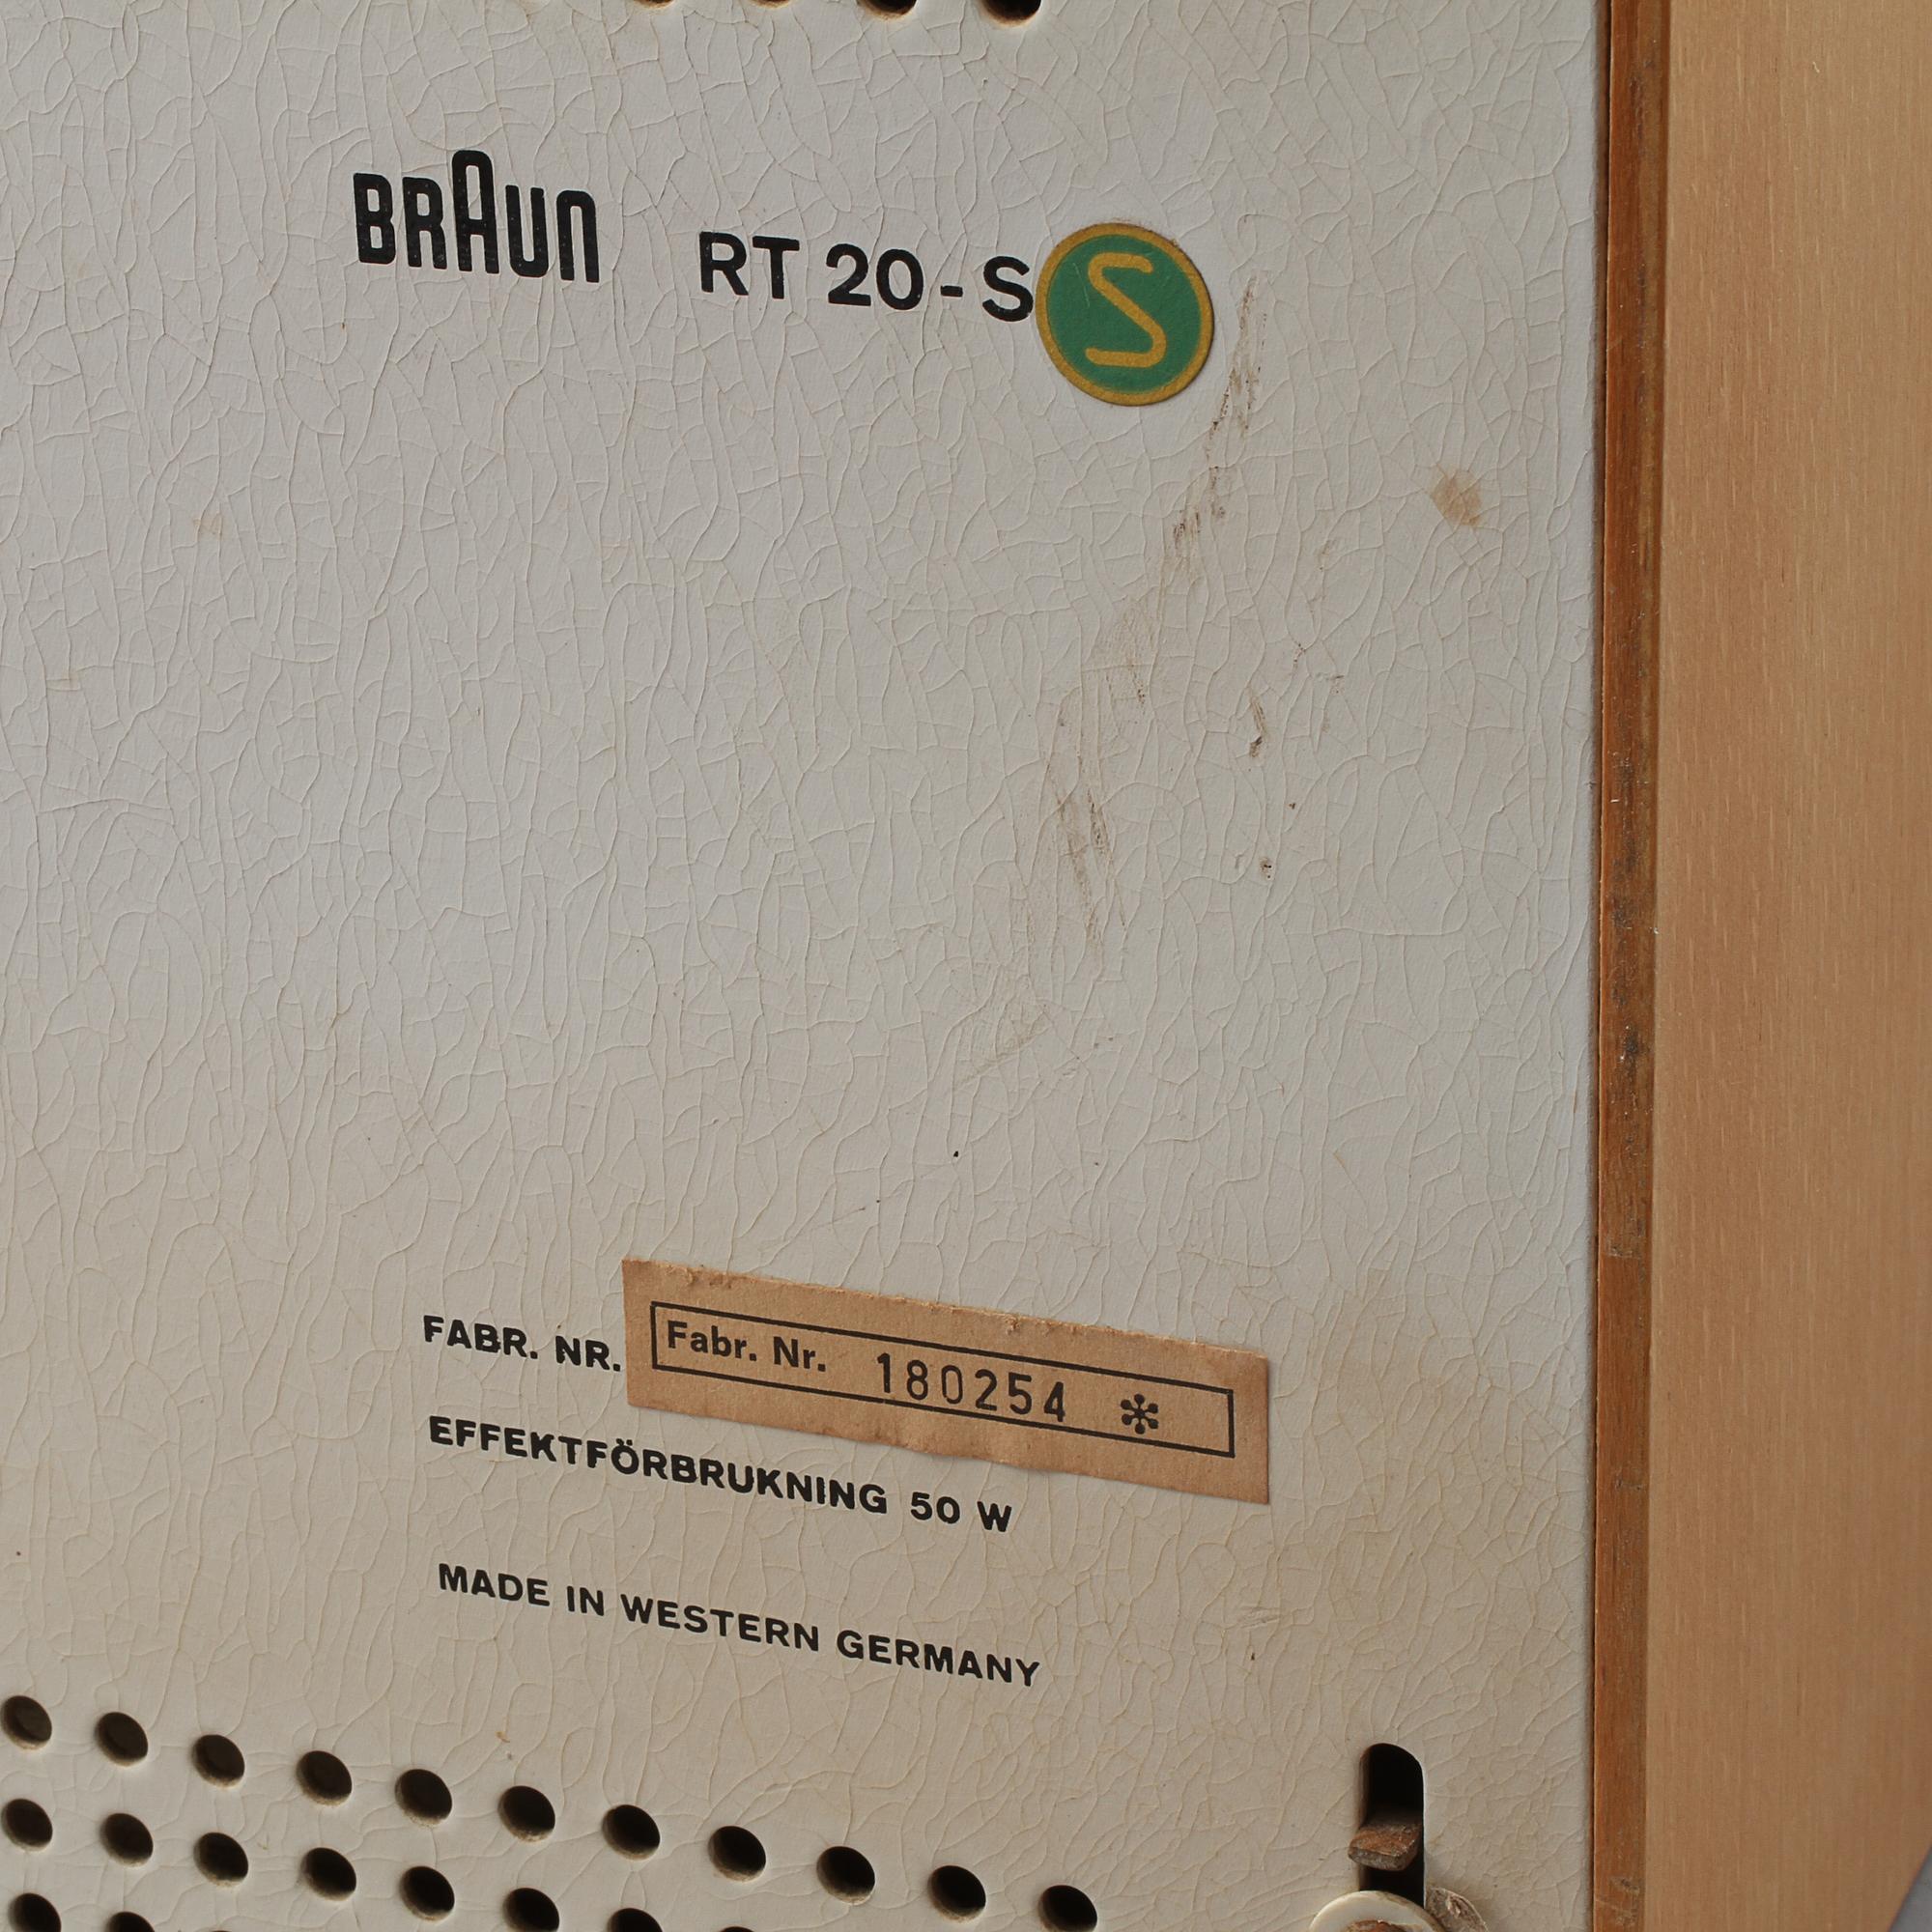 BRAUN RT 20-S S
FABR. NR. Fabr. Nr. 180254 *
EFFEKTFÖRBRUKNING 50 W
MADE IN WESTERN GERMANY